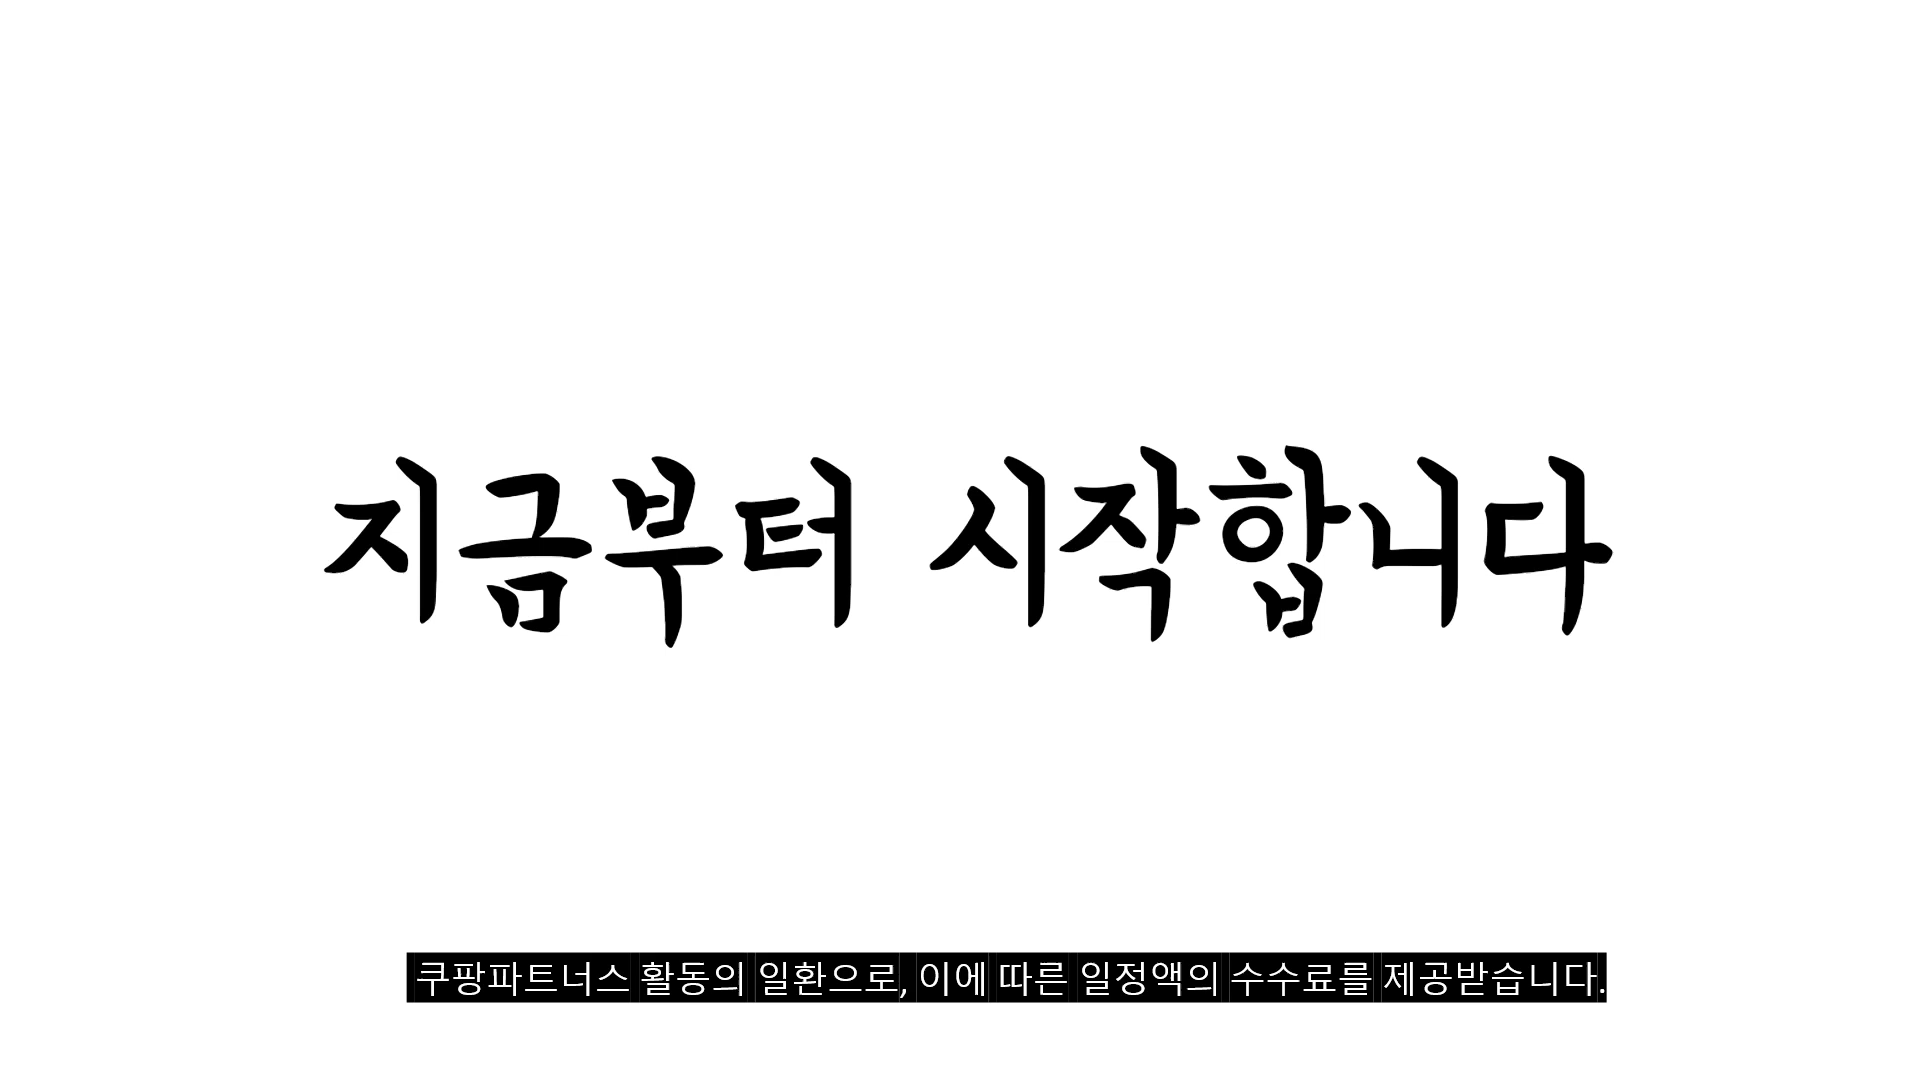 지금부터 시작합니다
쿠팡파트너스 활동의 일환으로, 이에 따른 일정액의 수수료를 제공받습니다.